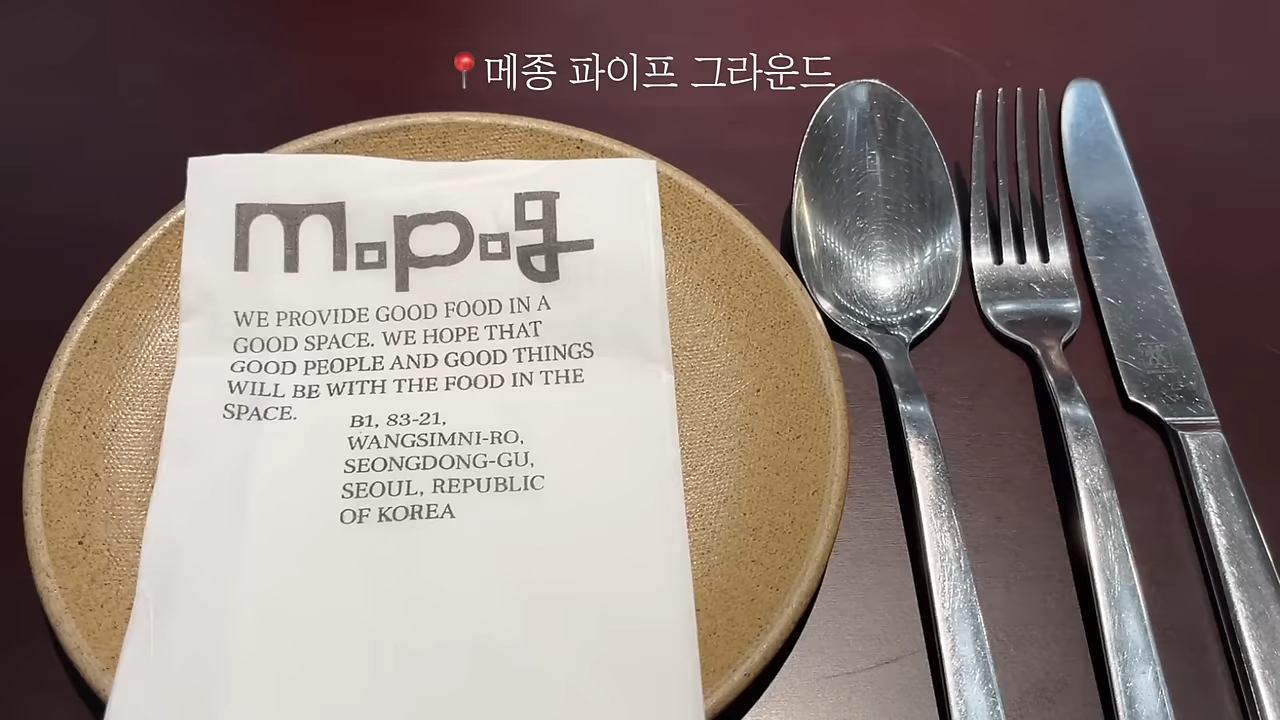 메종 파이프 그라운드
m.p.g
WE PROVIDE GOOD FOOD IN A
GOOD SPACE. WE HOPE THAT
GOOD PEOPLE AND GOOD THINGS
WILL BE WITH THE FOOD IN THE
SPACE.
B1, 83-21,
WANGSIMNI-RO,
SEONGDONG-GU,
SEOUL, REPUBLIC
OF KOREA